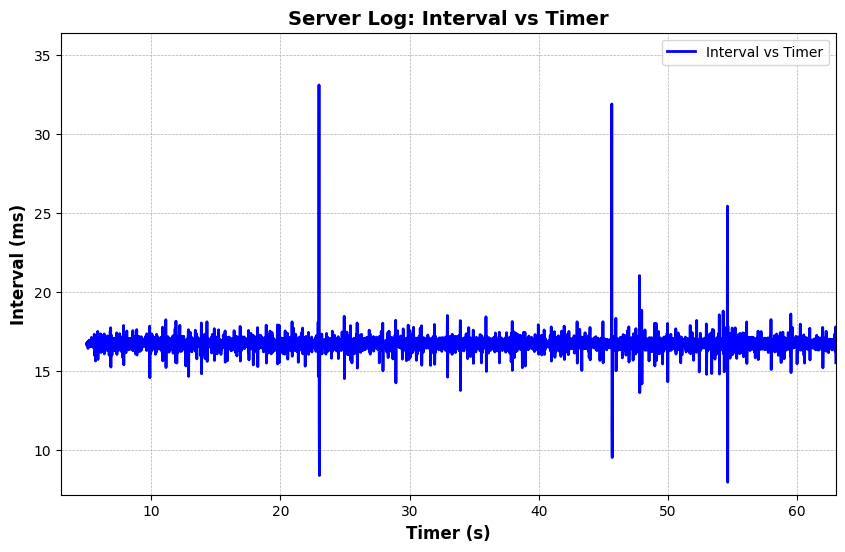 Server Log: Interval vs Timer
Interval vs Timer
35
30
25
20
15
10
Interval (ms)
10 20 30 40 50 60
Timer (s)